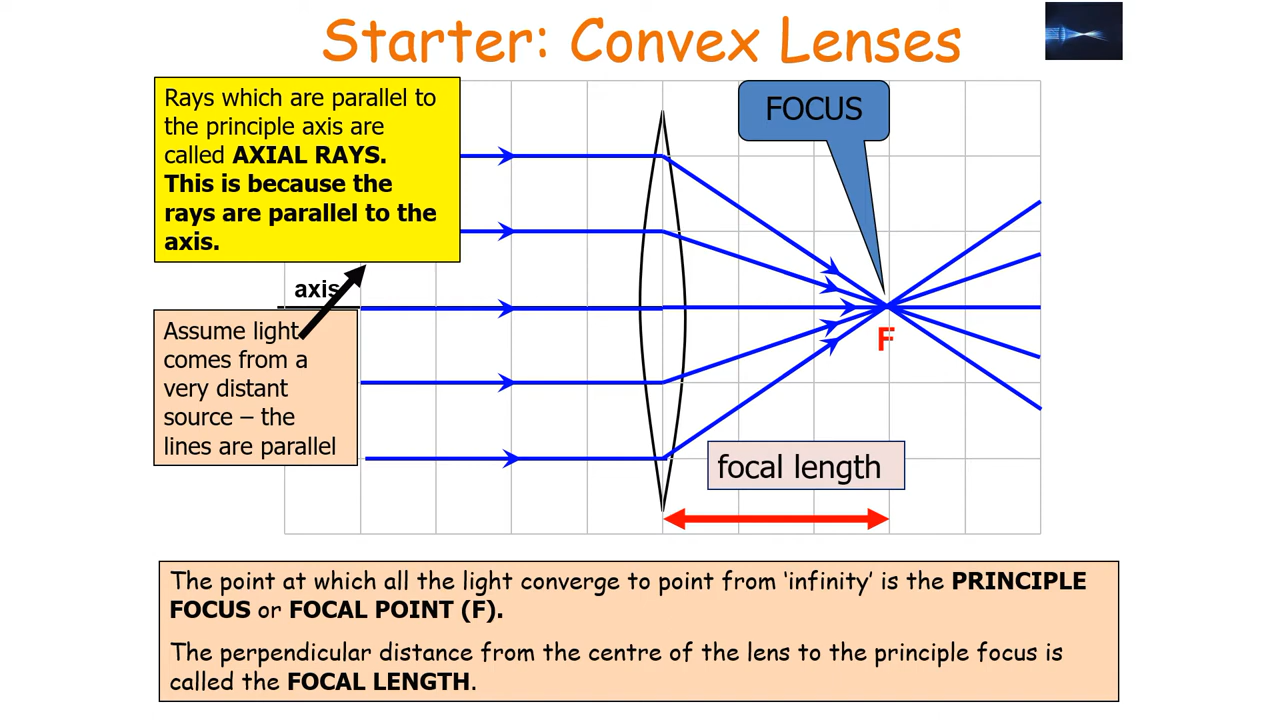 Starter: Convex Lenses
Rays which are parallel to
the principle axis are
called AXIAL RAYS.
This is because the
rays are parallel to the
axis.
FOCUS
axis
Assume light
comes from a
very distant
source – the
lines are parallel
F
focal length
The point at which all the light converge to point from ‘infinity’ is the PRINCIPLE
FOCUS or FOCAL POINT (F).
The perpendicular distance from the centre of the lens to the principle focus is
called the FOCAL LENGTH.